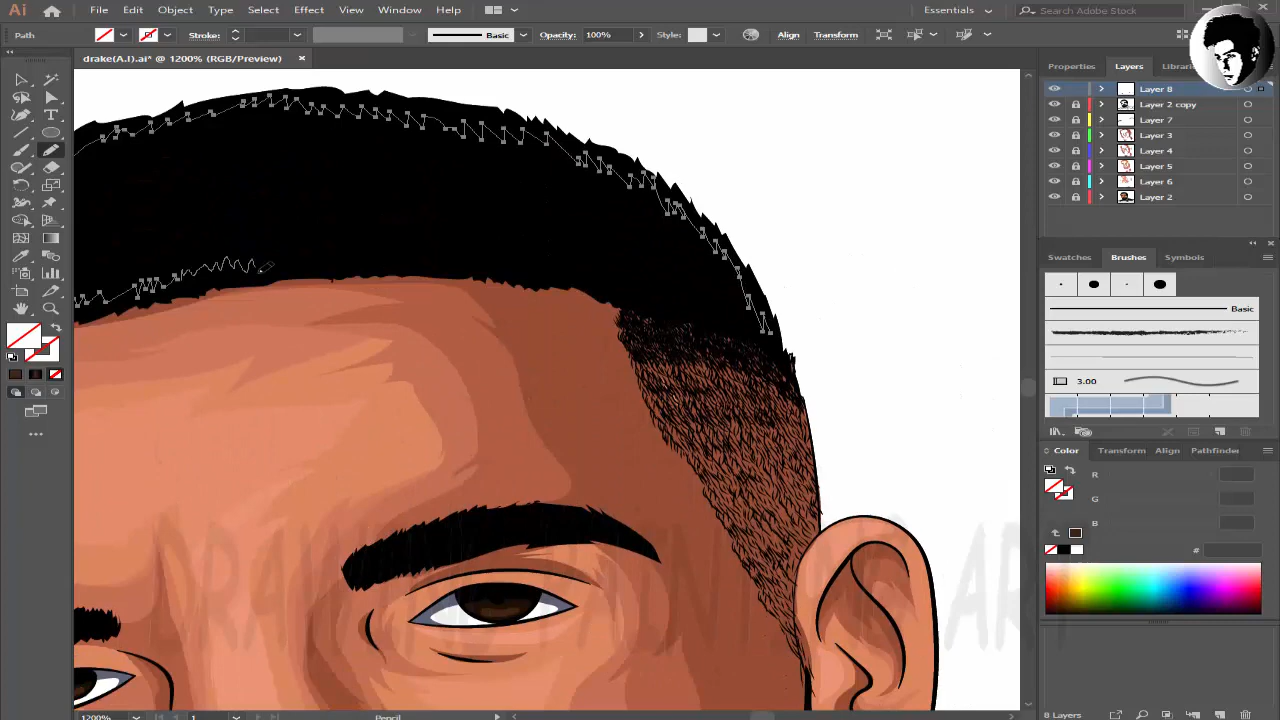 Ai File Edit Object Type Select Effect View Window Help Essentials Search Adobe Stock
Path Stroke: Basic Opacity: 100% Style: Align Transform
drake(A.I).ai* @ 1200% (RGB/Preview) ×
Properties Layers Librari
Layer 8
Layer 2 copy
Layer 7
Layer 3
Layer 4
Layer 5
Layer 6
Layer 2
Swatches Brushes Symbols
Basic
3.00
Color Transform Align Pathfinder
R
G
B
#
8 Layers
1200% 1 Pencil